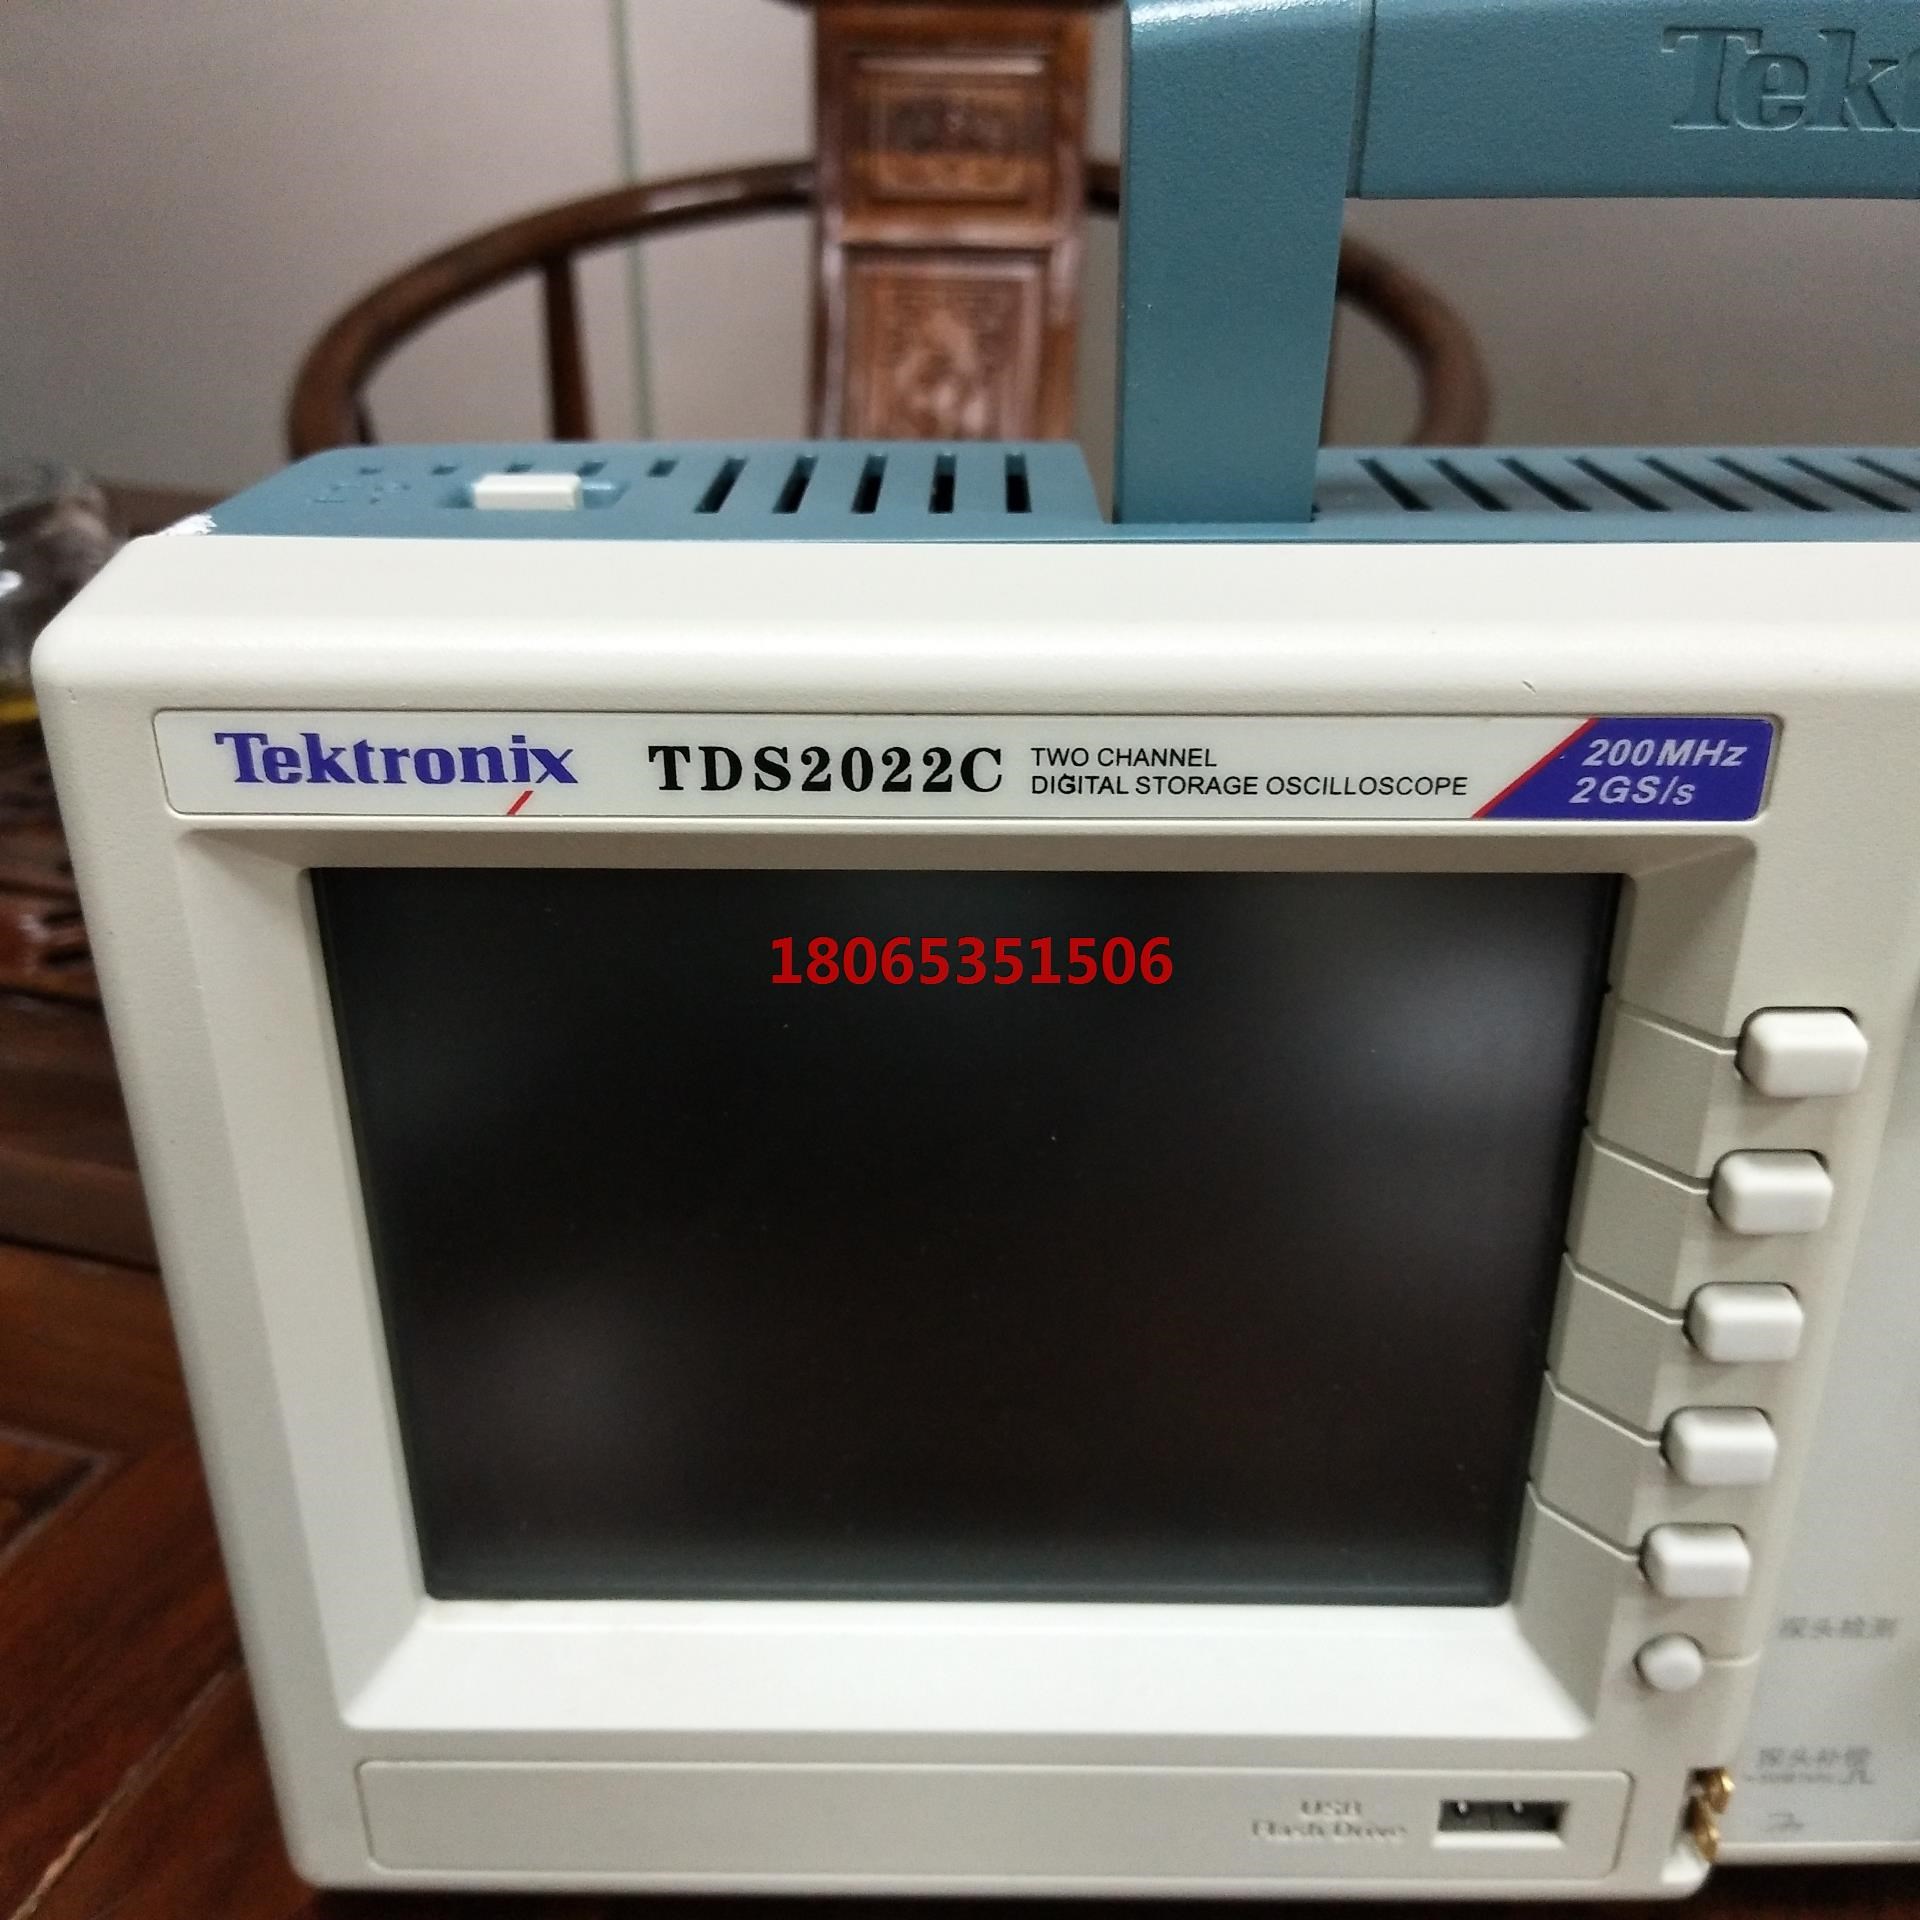 Tek
Tektronix TDS2022C TWO CHANNEL
DIGITAL STORAGE OSCILLOSCOPE
200MHz
2GS/s
18065351506
探头检测
探头补偿
USB
Flash Drive